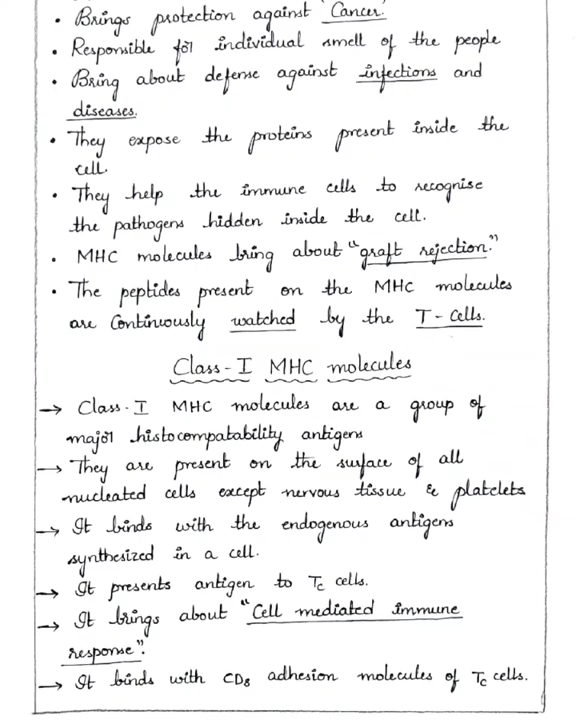 • Brings protection against "Cancer."
• Responsible for individual smell of the people
• Bring about defense against infections and
diseases.
• They expose the proteins present inside the
cell.
• They help the immune cells to recognise
the pathogens hidden inside the cell.
• MHC molecules bring about "graft rejection."
• The peptides present on the MHC molecules
are Continuously watched by the T-Cells.
Class-I MHC molecules
→ Class-I MHC molecules are a group of
major histocompatability antigens
→ They are present on the surface of all
nucleated cells except nervous tissue & platelets
→ It binds with the endogenous antigens
synthesized in a cell.
→ It presents antigen to Tc cells.
→ It brings about "Cell mediated immune
response".
→ It binds with CD8 adhesion molecules of Tc cells.